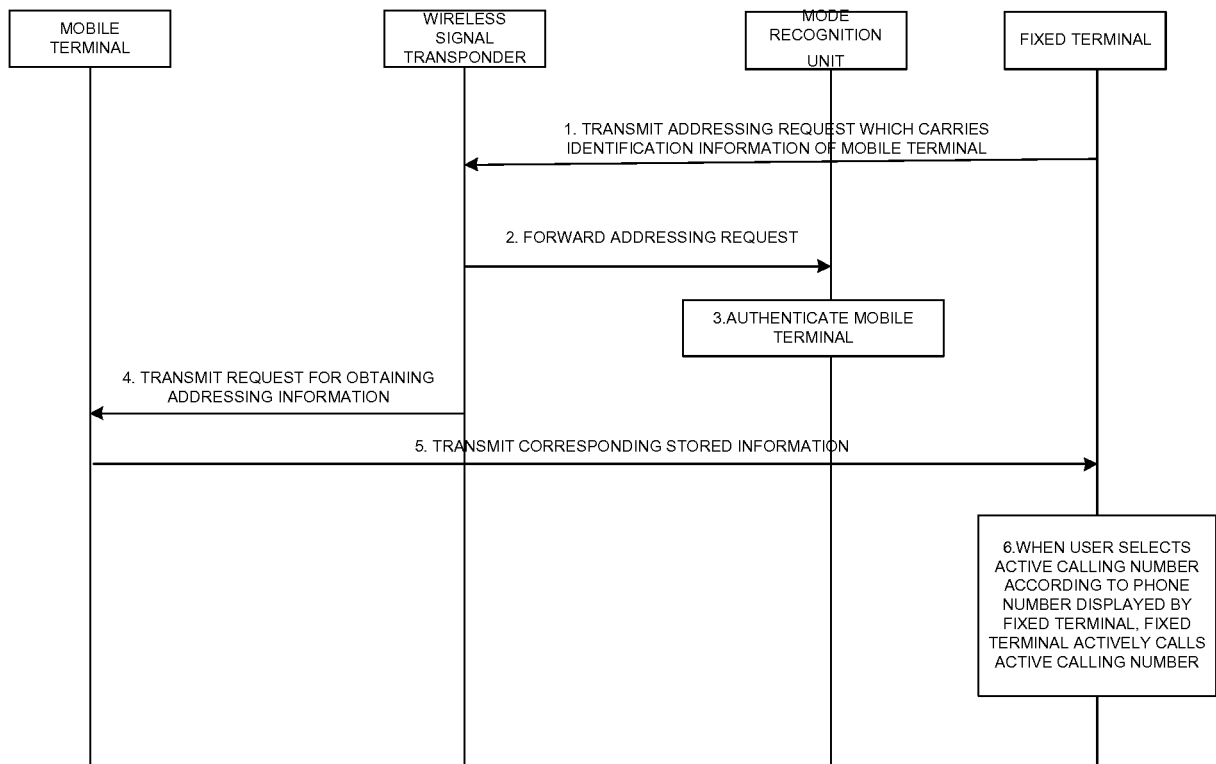 MOBILE
TERMINAL
WIRELESS
SIGNAL
TRANSPONDER
MODE
RECOGNITION
UNIT
FIXED TERMINAL
1. TRANSMIT ADDRESSING REQUEST WHICH CARRIES
IDENTIFICATION INFORMATION OF MOBILE TERMINAL
2. FORWARD ADDRESSING REQUEST
3.AUTHENTICATE MOBILE
TERMINAL
4. TRANSMIT REQUEST FOR OBTAINING
ADDRESSING INFORMATION
5. TRANSMIT CORRESPONDING STORED INFORMATION
6.WHEN USER SELECTS
ACTIVE CALLING NUMBER
ACCORDING TO PHONE
NUMBER DISPLAYED BY
FIXED TERMINAL, FIXED
TERMINAL ACTIVELY CALLS
ACTIVE CALLING NUMBER